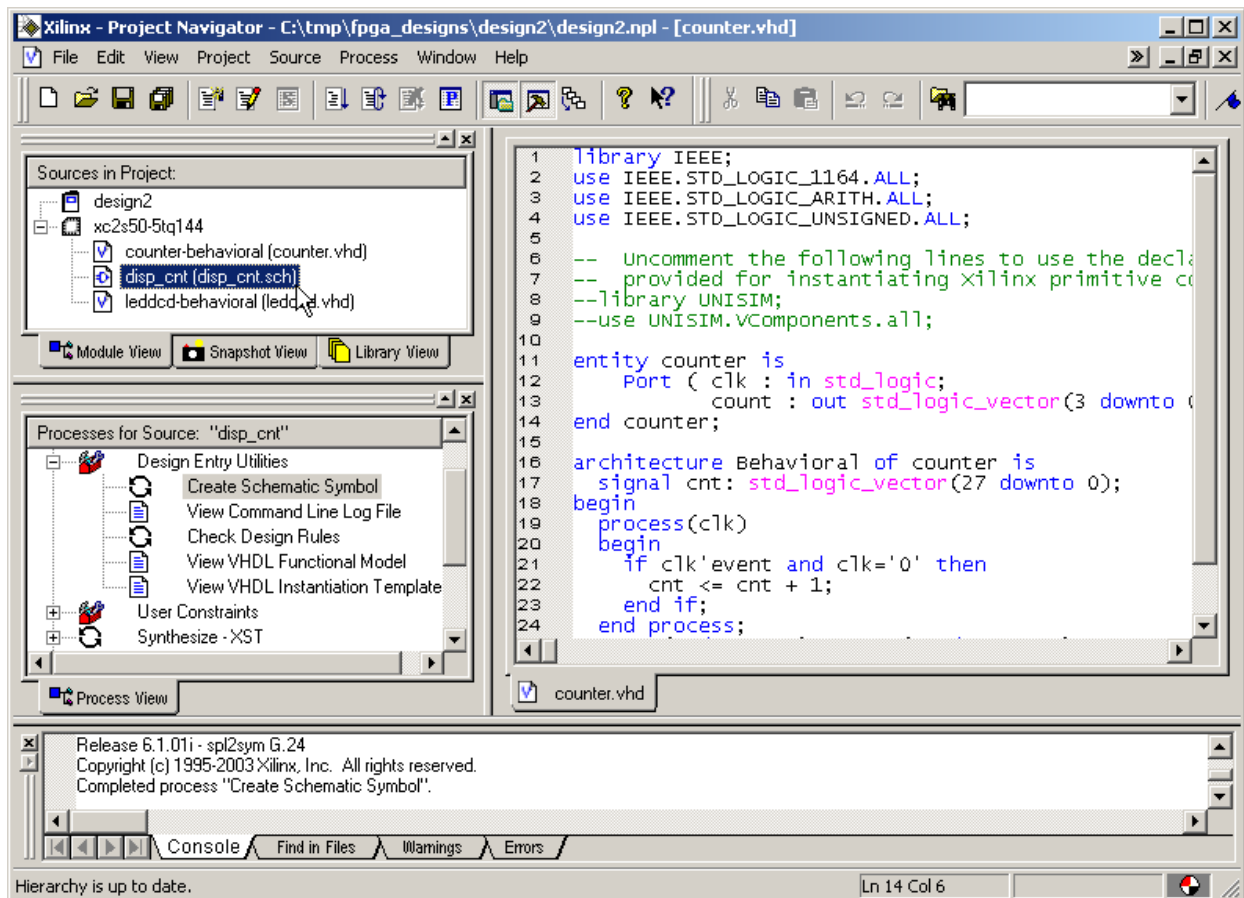 Xilinx - Project Navigator - C:\tmp\fpga_designs\design2\design2.npl - [counter.vhd]
File Edit View Project Source Process Window Help
Sources in Project:
design2
xc2s50-5tq144
counter-behavioral (counter.vhd)
disp_cnt (disp_cnt.sch)
leddcd-behavioral (leddcd.vhd)
Module View Snapshot View Library View
Processes for Source: "disp_cnt"
Design Entry Utilities
Create Schematic Symbol
View Command Line Log File
Check Design Rules
View VHDL Functional Model
View VHDL Instantiation Template
User Constraints
Synthesize - XST
Process View
1 library IEEE;
2 use IEEE.STD_LOGIC_1164.ALL;
3 use IEEE.STD_LOGIC_ARITH.ALL;
4 use IEEE.STD_LOGIC_UNSIGNED.ALL;
5
6 -- Uncomment the following lines to use the decla
7 -- provided for instantiating Xilinx primitive co
8 --library UNISIM;
9 --use UNISIM.VComponents.all;
10
11 entity counter is
12 Port ( clk : in std_logic;
13 count : out std_logic_vector(3 downto 0
14 end counter;
15
16 architecture Behavioral of counter is
17 signal cnt: std_logic_vector(27 downto 0);
18 begin
19 process(clk)
20 begin
21 if clk'event and clk='0' then
22 cnt <= cnt + 1;
23 end if;
24 end process;
counter.vhd
Release 6.1.01i - spl2sym G.24
Copyright (c) 1995-2003 Xilinx, Inc. All rights reserved.
Completed process "Create Schematic Symbol".
Console Find in Files Warnings Errors
Hierarchy is up to date.
Ln 14 Col 6